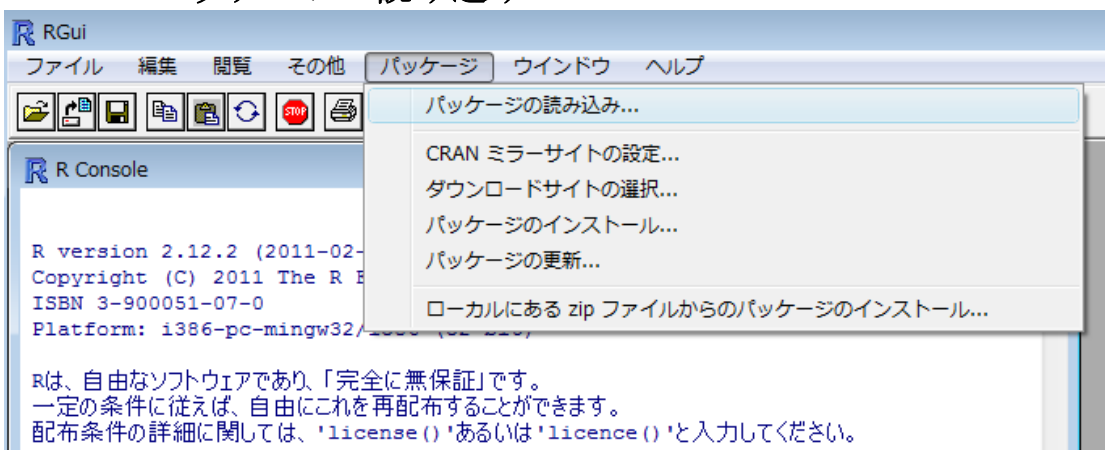 RGui
ファイル 編集 閲覧 その他 パッケージ ウインドウ ヘルプ
STOP
パッケージの読み込み...
CRAN ミラーサイトの設定...
ダウンロードサイトの選択...
パッケージのインストール...
パッケージの更新...
ローカルにある zip ファイルからのパッケージのインストール...
R Console
R version 2.12.2 (2011-02-
Copyright (C) 2011 The R
ISBN 3-900051-07-0
Platform: i386-pc-mingw32/
Rは、自由なソフトウェアであり、「完全に無保証」です。
一定の条件に従えば、自由にこれを再配布することができます。
配布条件の詳細に関しては、'license()'あるいは'licence()'と入力してください。